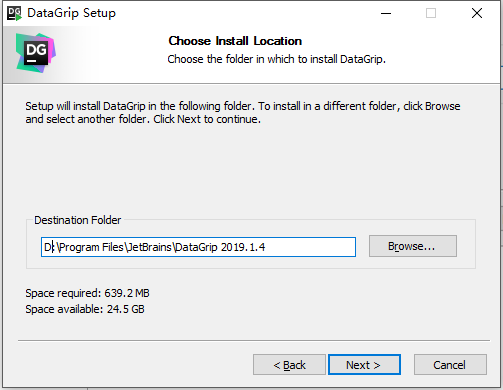 DG
DataGrip Setup
DG
Choose Install Location
Choose the folder in which to install DataGrip.
Setup will install DataGrip in the following folder. To install in a different folder, click Browse
and select another folder. Click Next to continue.
Destination Folder
D:\Program Files\JetBrains\DataGrip 2019.1.4
Browse...
Space required: 639.2 MB
Space available: 24.5 GB
< Back
Next >
Cancel